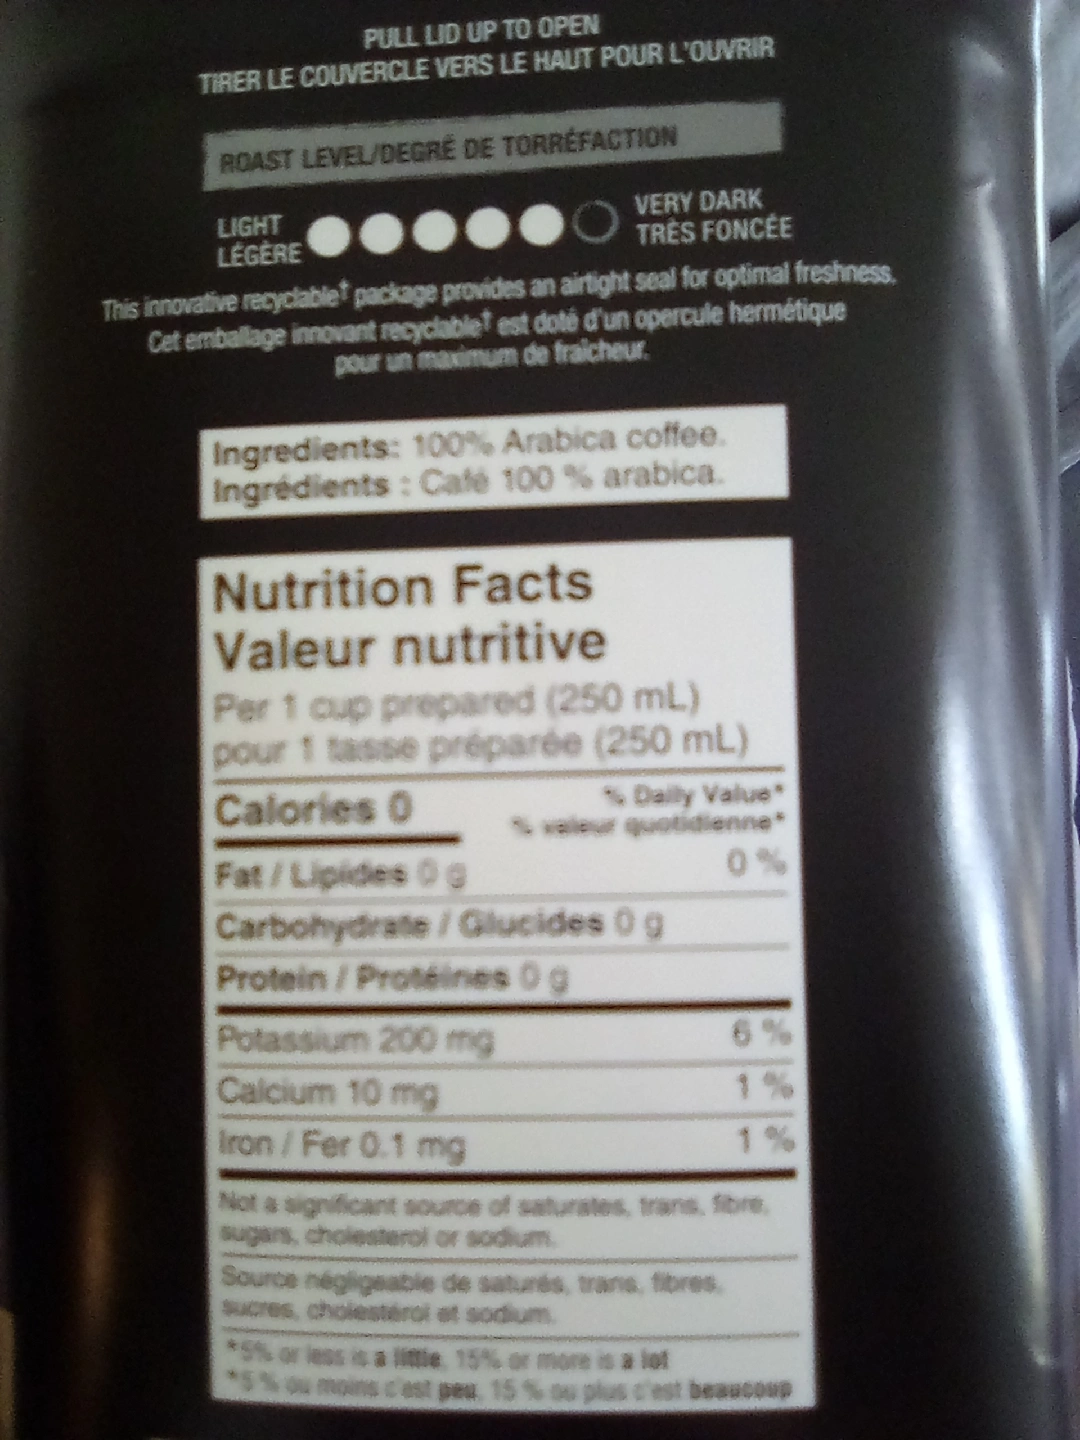 PULL LID UP TO OPEN
TIRER LE COUVERCLE VERS LE HAUT POUR L'OUVRIR
ROAST LEVEL/DEGRÉ DE TORRÉFACTION
LIGHT
LÉGÈRE
VERY DARK
TRÈS FONCÉE
This innovative recyclable† package provides an airtight seal for optimal freshness.
Cet emballage innovant recyclable† est doté d'un opercule hermétique
pour un maximum de fraîcheur.
Ingredients: 100% Arabica coffee.
Ingrédients : Café 100 % arabica.
Nutrition Facts
Valeur nutritive
Per 1 cup prepared (250 mL)
pour 1 tasse préparée (250 mL)
Calories 0
% Daily Value*
% valeur quotidienne*
Fat / Lipides 0 g 0 %
Carbohydrate / Glucides 0 g
Protein / Protéines 0 g
Potassium 200 mg 6 %
Calcium 10 mg 1 %
Iron / Fer 0.1 mg 1 %
Not a significant source of saturates, trans, fibre,
sugars, cholesterol or sodium.
Source négligeable de saturés, trans, fibres,
sucres, cholestérol et sodium.
*5% or less is a little, 15% or more is a lot
*5 % ou moins c'est peu, 15 % ou plus c'est beaucoup